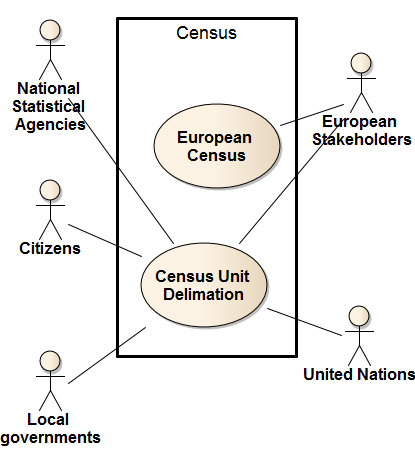 Census
National
Statistical
Agencies
European
Census
European
Stakeholders
Citizens
Census Unit
Delimation
United Nations
Local
governments